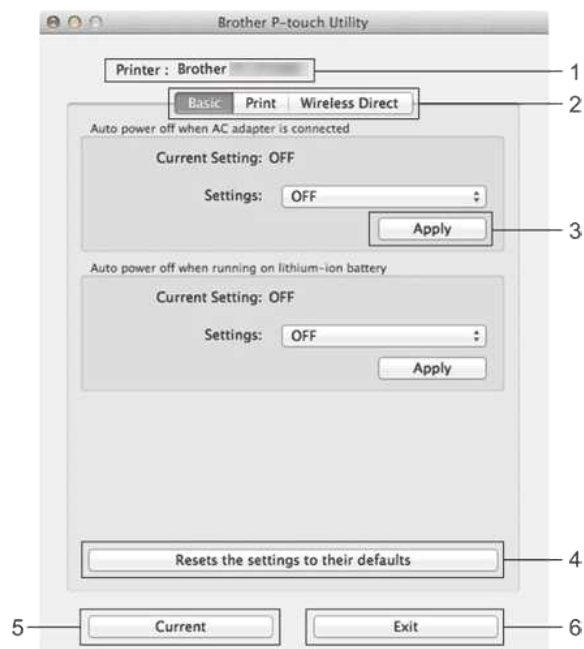 Brother P-touch Utility
Printer : Brother
1
Basic Print Wireless Direct
2
Auto power off when AC adapter is connected
Current Setting: OFF
Settings: OFF
Apply
3
Auto power off when running on lithium-ion battery
Current Setting: OFF
Settings: OFF
Apply
Resets the settings to their defaults
4
5
Current
Exit
6